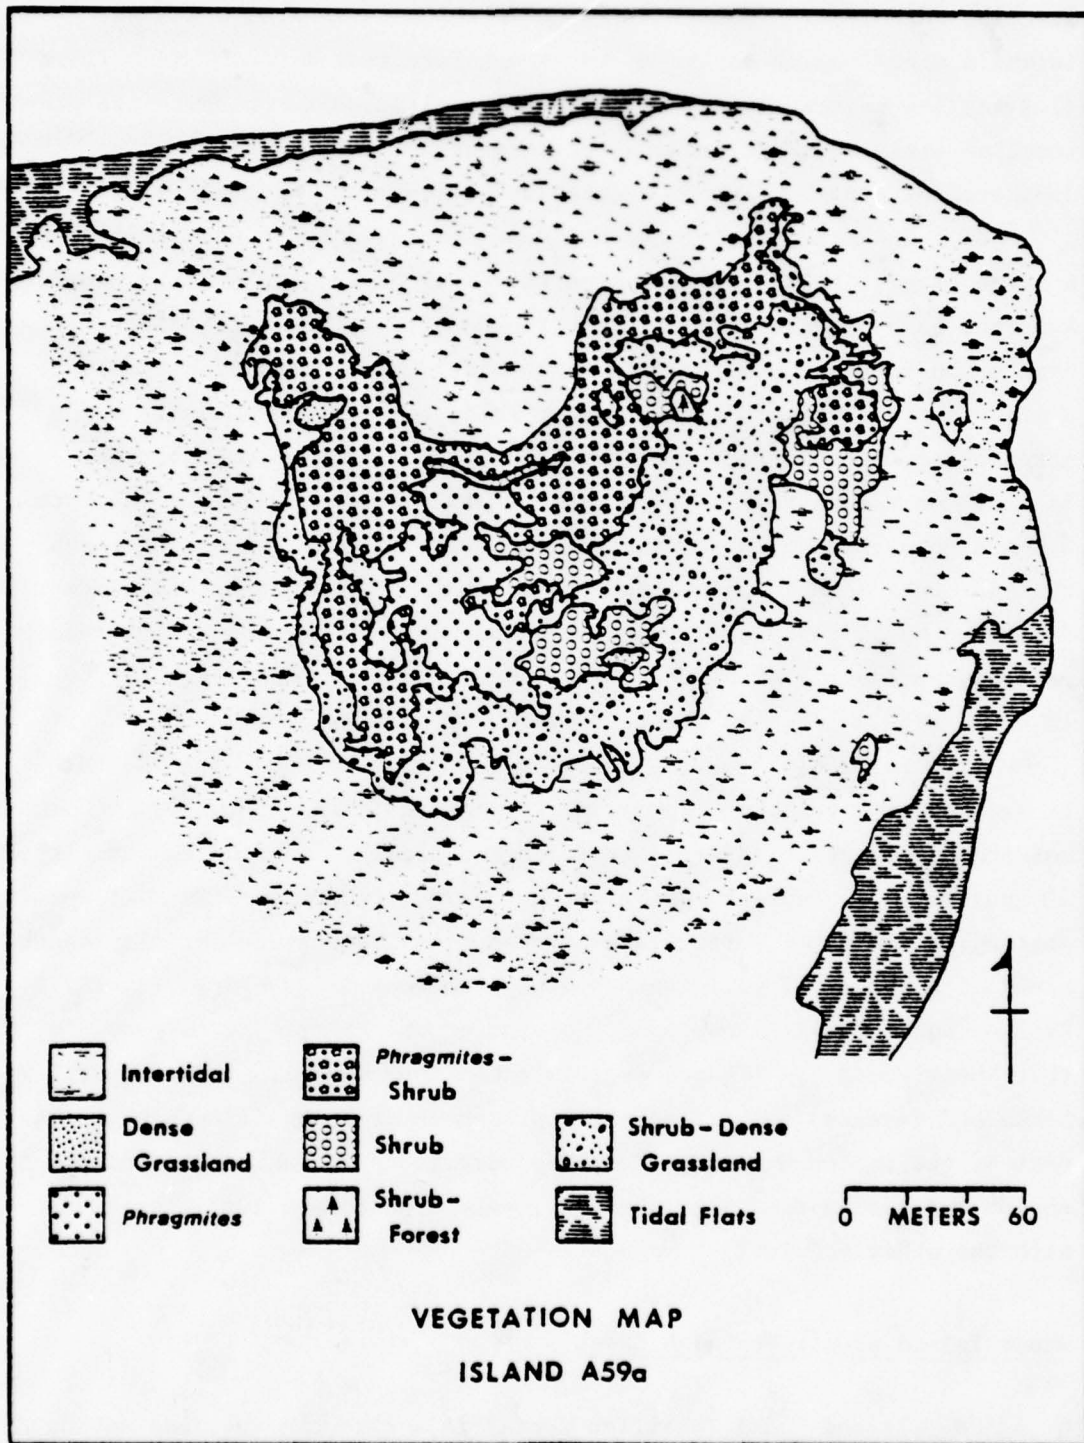 Intertidal
Dense
Grassland
Phragmites
Phragmites-
Shrub
Shrub
Shrub-
Forest
Shrub-Dense
Grassland
Tidal Flats
0 METERS 60
VEGETATION MAP
ISLAND A59a